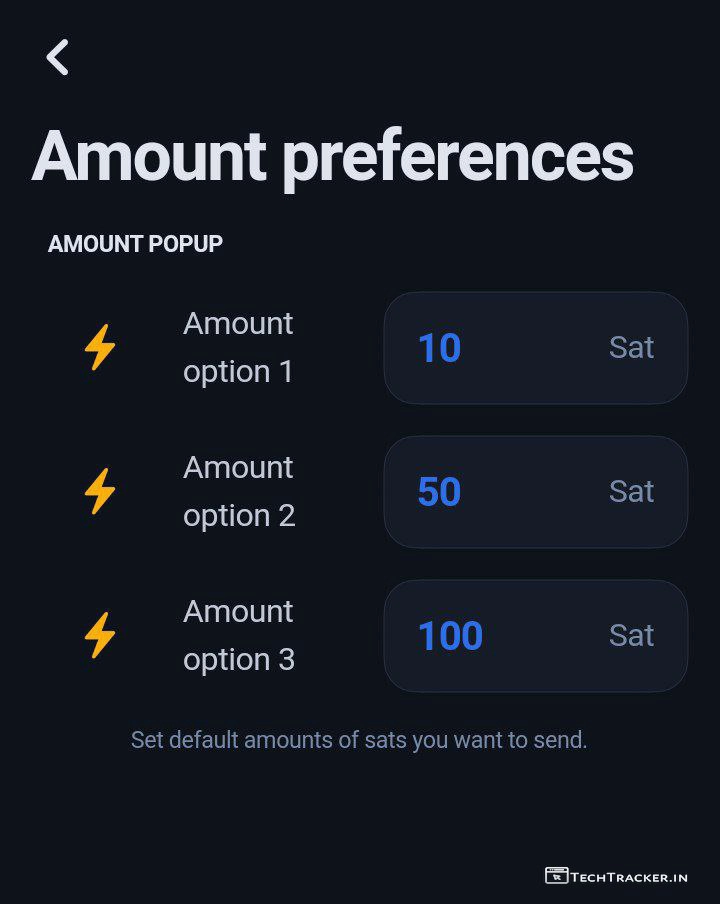 Amount preferences
AMOUNT POPUP
Amount
option 1
10 Sat
Amount
option 2
50 Sat
Amount
option 3
100 Sat
Set default amounts of sats you want to send.
TECHTRACKER.IN